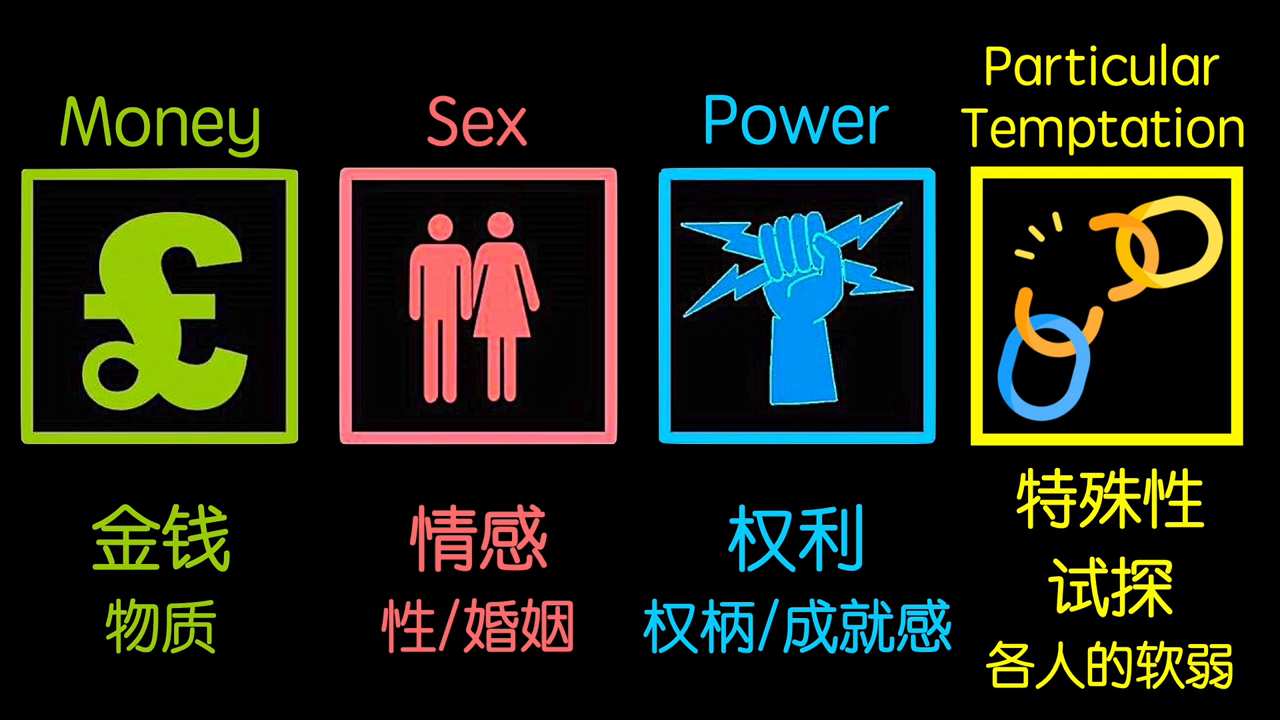 Money
金钱
物质
Sex
情感
性/婚姻
Power
权利
权柄/成就感
Particular
Temptation
特殊性
试探
各人的软弱